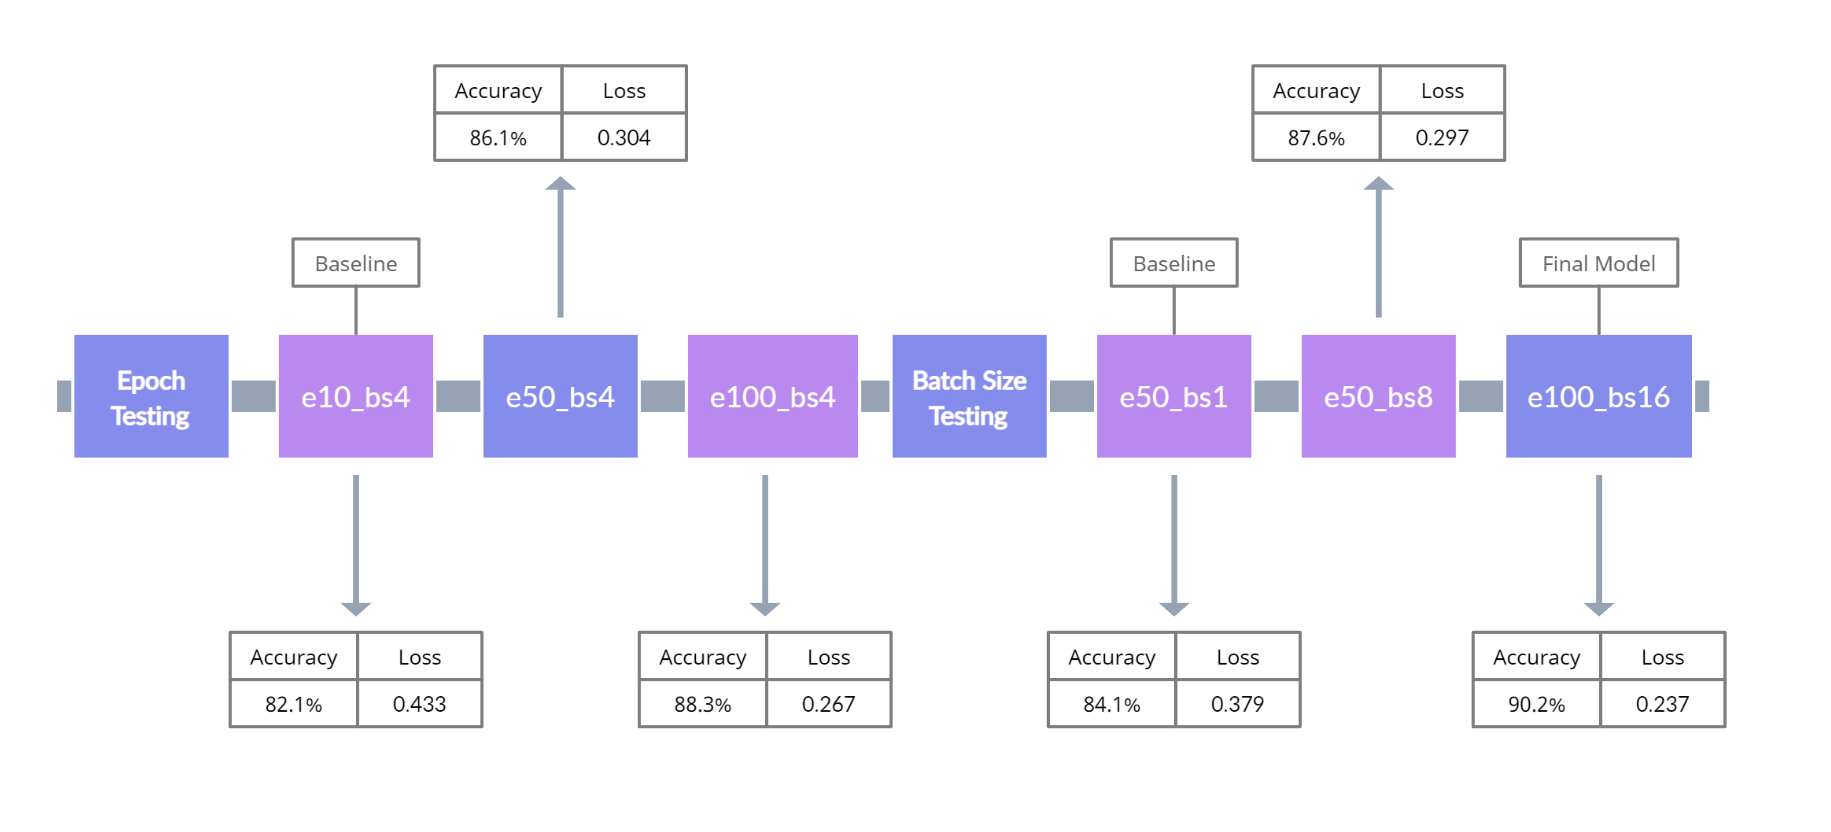 Accuracy Loss
86.1% 0.304
Accuracy Loss
87.6% 0.297
Baseline
Baseline
Final Model
Epoch
Testing
e10_bs4
e50_bs4
e100_bs4
Batch Size
Testing
e50_bs1
e50_bs8
e100_bs16
Accuracy Loss
82.1% 0.433
Accuracy Loss
88.3% 0.267
Accuracy Loss
84.1% 0.379
Accuracy Loss
90.2% 0.237